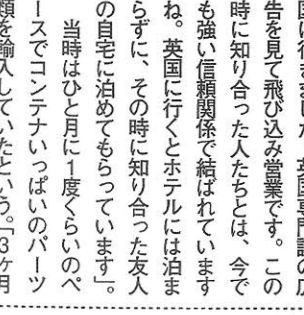 国に行きました。英国専門誌の広
告を見て飛び込み営業です。この
時に知り合った人たちとは、今で
も強い信頼関係で結ばれています
ね。英国に行くとホテルには泊ま
らずに、その時に知り合った友人
の自宅に泊めてもらっています」。
当時はひと月に1度くらいのペ
ースでコンテナいっぱいのパーツ
類を輸入していたという。「3ヶ月